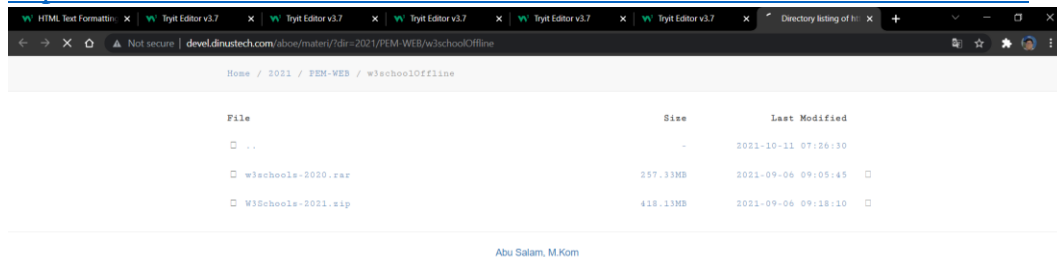 HTML Text Formatting
Tryit Editor v3.7
Tryit Editor v3.7
Tryit Editor v3.7
Tryit Editor v3.7
Tryit Editor v3.7
Tryit Editor v3.7
Directory listing of ht
Not secure | devel.dinustech.com/aboe/materi/?dir=2021/PEM-WEB/w3schoolOffline
Home / 2021 / PEM-WEB / w3schoolOffline
File Size Last Modified
.. - 2021-10-11 07:26:30
w3schools-2020.rar 257.33MB 2021-09-06 09:05:45
W3Schools-2021.zip 418.13MB 2021-09-06 09:18:10
Abu Salam, M.Kom